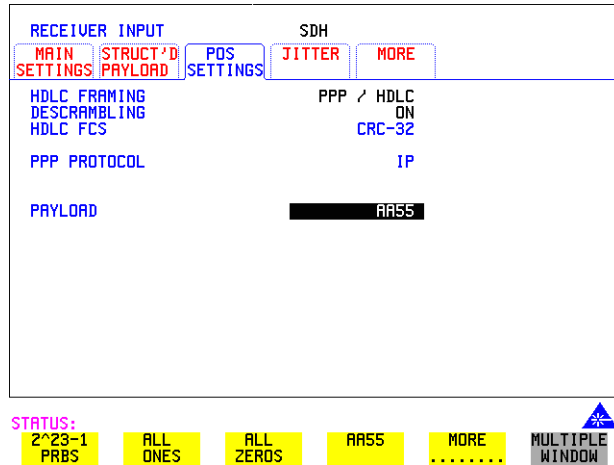 RECEIVER INPUT SDH
MAIN SETTINGS STRUCT'D PAYLOAD POS SETTINGS JITTER MORE
HDLC FRAMING PPP / HDLC
DESCRAMBLING ON
HDLC FCS CRC-32
PPP PROTOCOL IP
PAYLOAD AA55
STATUS:
2^23-1 PRBS ALL ONES ALL ZEROS AA55 MORE ........ MULTIPLE WINDOW